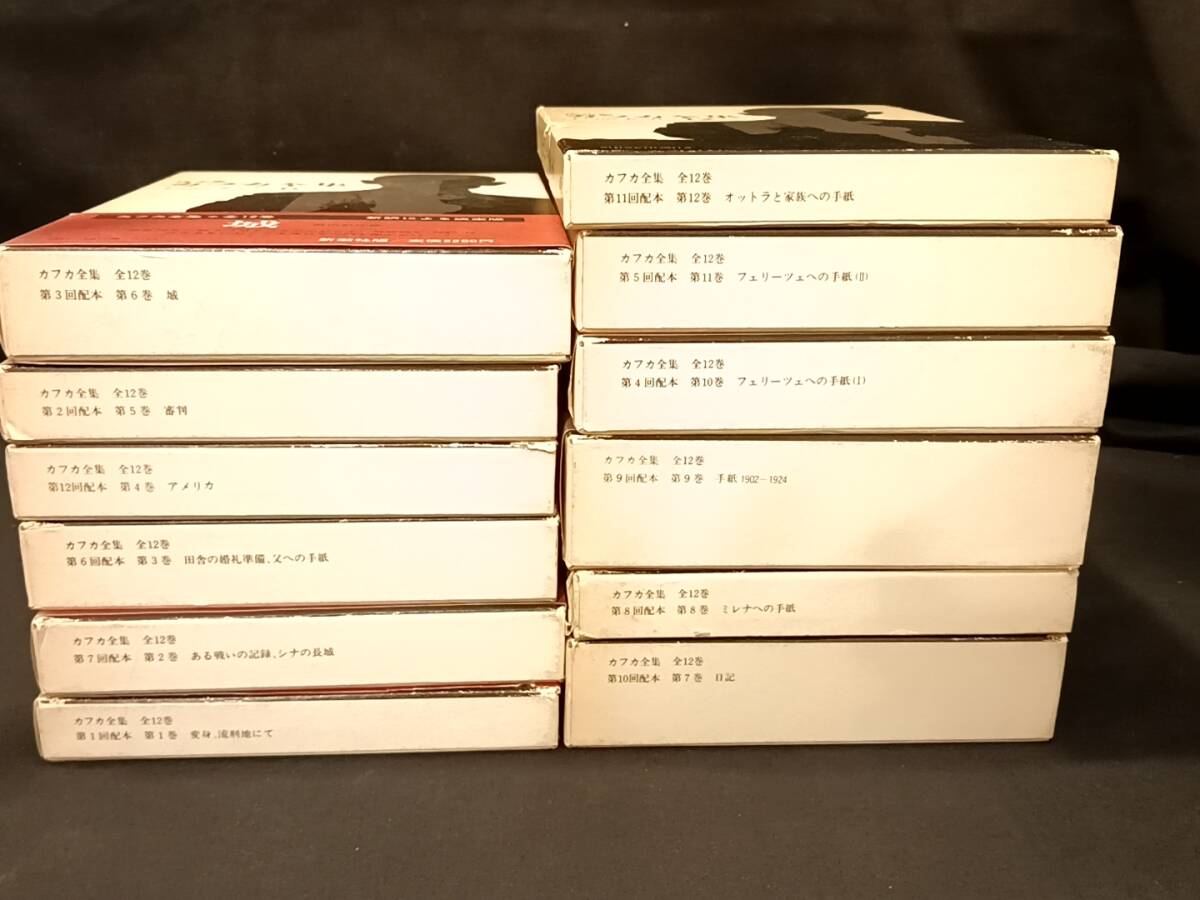 カフカ全集
カフカ全集 全12巻
第3回配本 第6巻 城
カフカ全集 全12巻
第2回配本 第5巻 審判
カフカ全集 全12巻
第12回配本 第4巻 アメリカ
カフカ全集 全12巻
第6回配本 第3巻 田舎の婚礼準備、父への手紙
カフカ全集 全12巻
第7回配本 第2巻 ある戦いの記録、シナの長城
カフカ全集 全12巻
第1回配本 第1巻 変身、流刑地にて
カフカ全集 全12巻
第11回配本 第12巻 オットラと家族への手紙
カフカ全集 全12巻
第5回配本 第11巻 フェリーツェへの手紙(II)
カフカ全集 全12巻
第4回配本 第10巻 フェリーツェへの手紙(I)
カフカ全集 全12巻
第9回配本 第9巻 手紙 1902-1924
カフカ全集 全12巻
第8回配本 第8巻 ミレナへの手紙
カフカ全集 全12巻
第10回配本 第7巻 日記